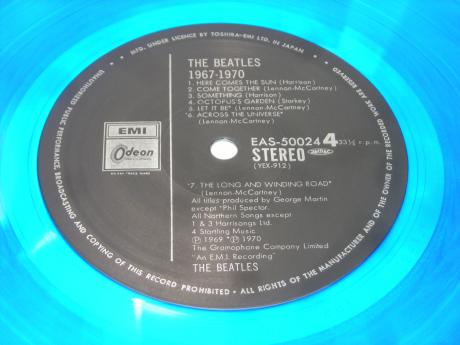 MFD. UNDER LICENCE BY TOSHIBA-EMI LTD. IN JAPAN •
ALL RIGHTS OF THE MANUFACTURER AND OF THE OWNER OF THE RECORDED WORK ARE RESERVED
UNAUTHORIZED PUBLIC PERFORMANCE, BROADCASTING AND COPYING OF THIS RECORD PROHIBITED •
THE BEATLES
1967-1970
1. HERE COMES THE SUN (Harrison)
2. COME TOGETHER (Lennon-McCartney)
3. SOMETHING (Harrison)
4. OCTOPUS'S GARDEN (Starkey)
5. LET IT BE* (Lennon-McCartney)
*6. ACROSS THE UNIVERSE*
(Lennon-McCartney)
EMI
Odeon
EAS-50024 4 33⅓ r.p.m.
STEREO
(YEX-912)
*7. THE LONG AND WINDING ROAD*
(Lennon-McCartney)
All titles produced by George Martin
except *Phil Spector.
All Northern Songs except
1 & 3 Harrisongs Ltd.
4 Startling Music
Ⓟ 1969 *Ⓟ 1970
The Gramophone Company Limited
"An E.M.I. Recording"
THE BEATLES